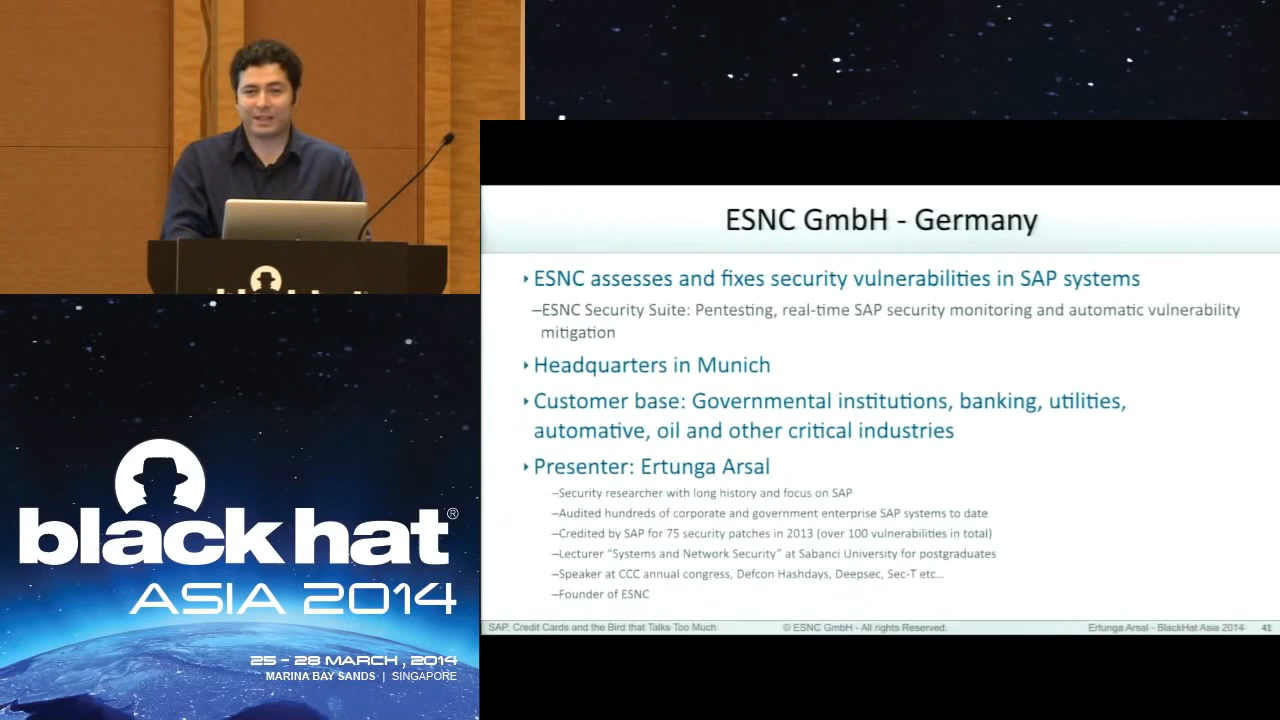 black hat
ESNC GmbH - Germany
ESNC assesses and fixes security vulnerabilities in SAP systems
–ESNC Security Suite: Pentesting, real-time SAP security monitoring and automatic vulnerability
mitigation
Headquarters in Munich
Customer base: Governmental institutions, banking, utilities,
automative, oil and other critical industries
Presenter: Ertunga Arsal
–Security researcher with long history and focus on SAP
–Audited hundreds of corporate and government enterprise SAP systems to date
–Credited by SAP for 75 security patches in 2013 (over 100 vulnerabilities in total)
–Lecturer “Systems and Network Security” at Sabanci University for postgraduates
–Speaker at CCC annual congress, Defcon Hashdays, Deepsec, Sec-T etc...
–Founder of ESNC
SAP, Credit Cards and the Bird that Talks Too Much © ESNC GmbH - All rights Reserved. Ertunga Arsal - BlackHat Asia 2014 41
black hat®
ASIA 2014
25 - 28 MARCH, 2014
MARINA BAY SANDS | SINGAPORE